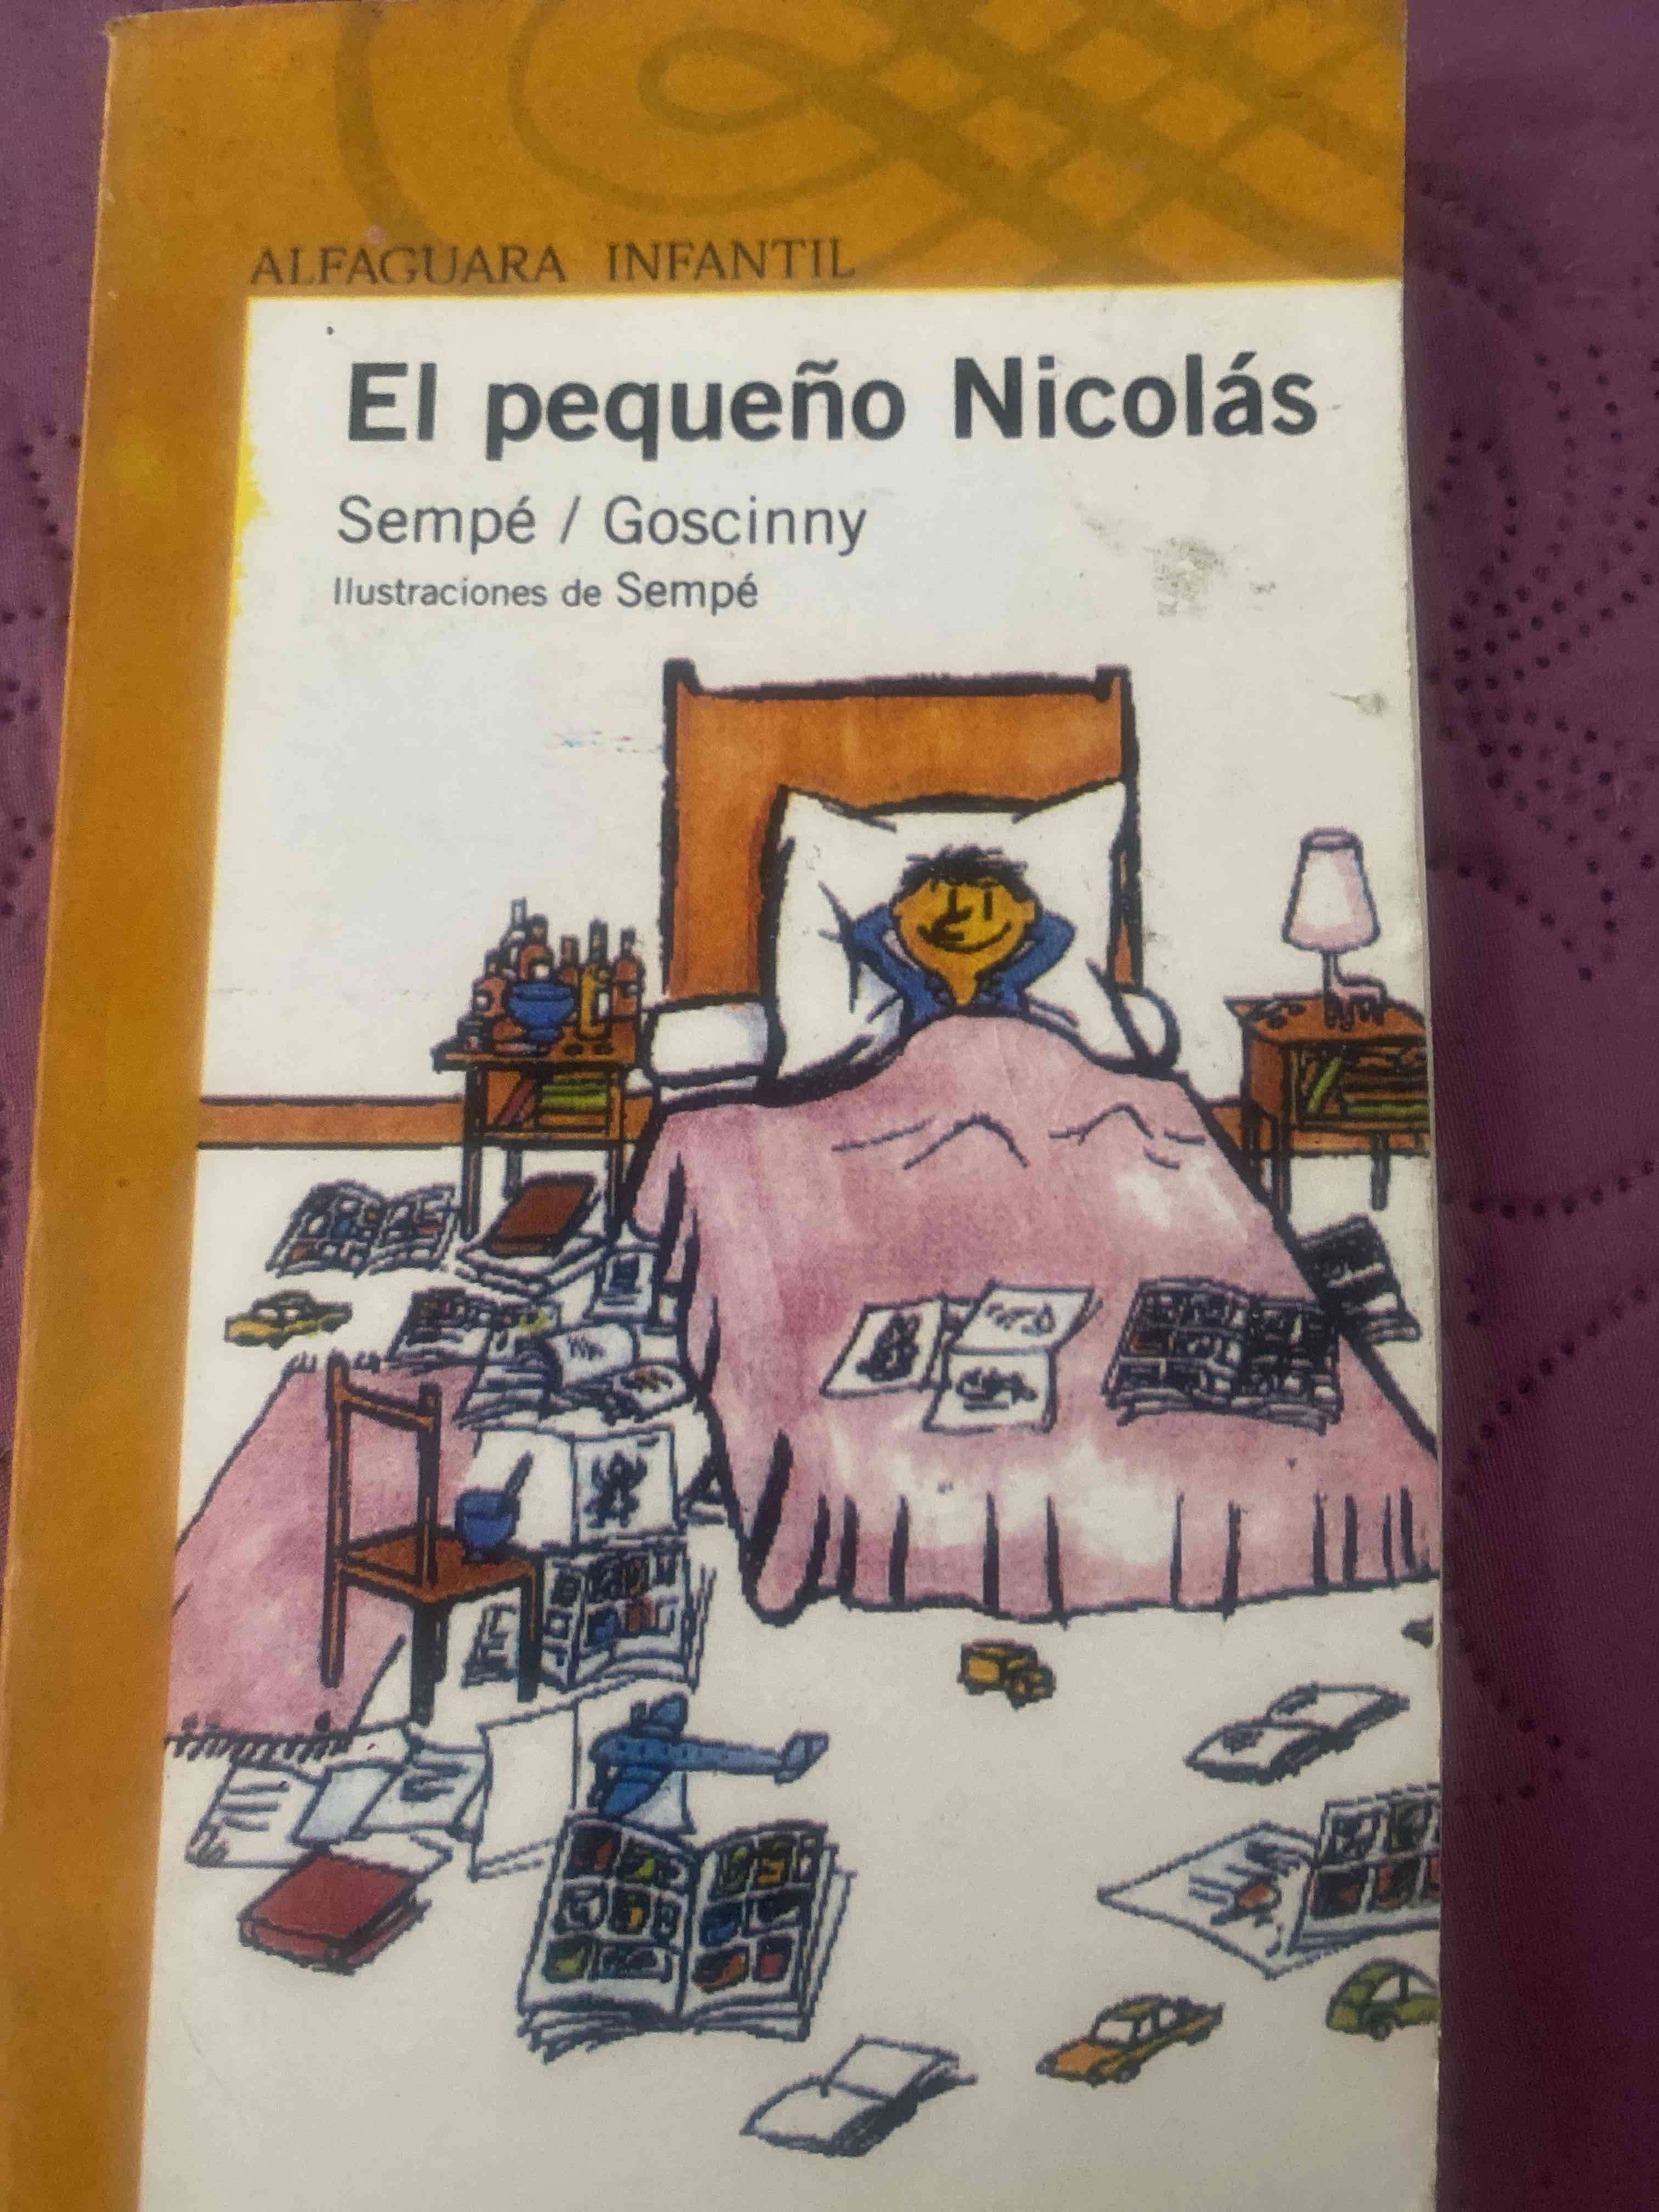 ALFAGUARA INFANTIL
El pequeño Nicolás
Sempé / Goscinny
Ilustraciones de Sempé